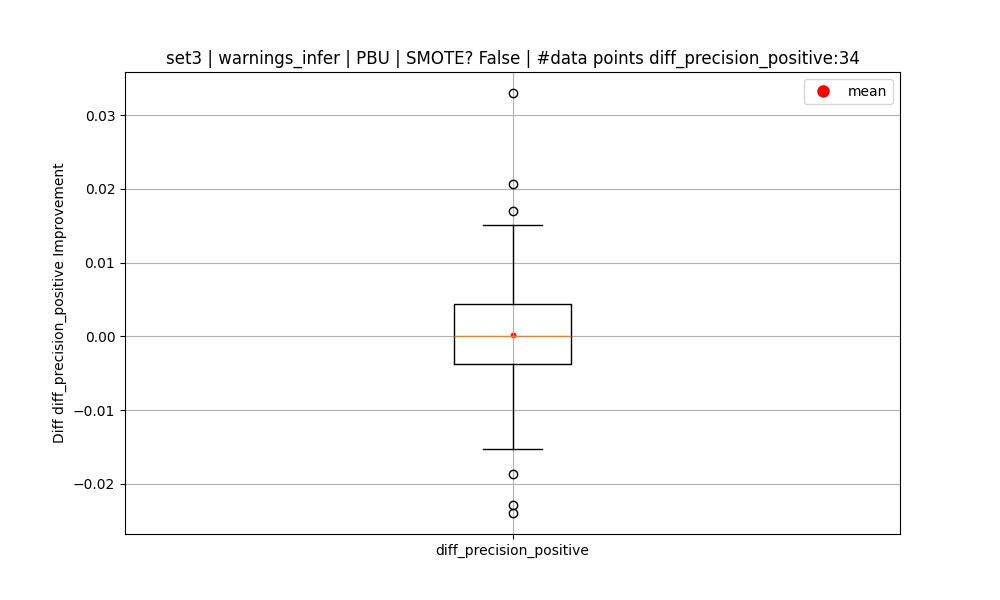 set3 | warnings_infer | PBU | SMOTE? False | #data points diff_precision_positive:34
mean
Diff diff_precision_positive Improvement
0.03
0.02
0.01
0.00
−0.01
−0.02
diff_precision_positive